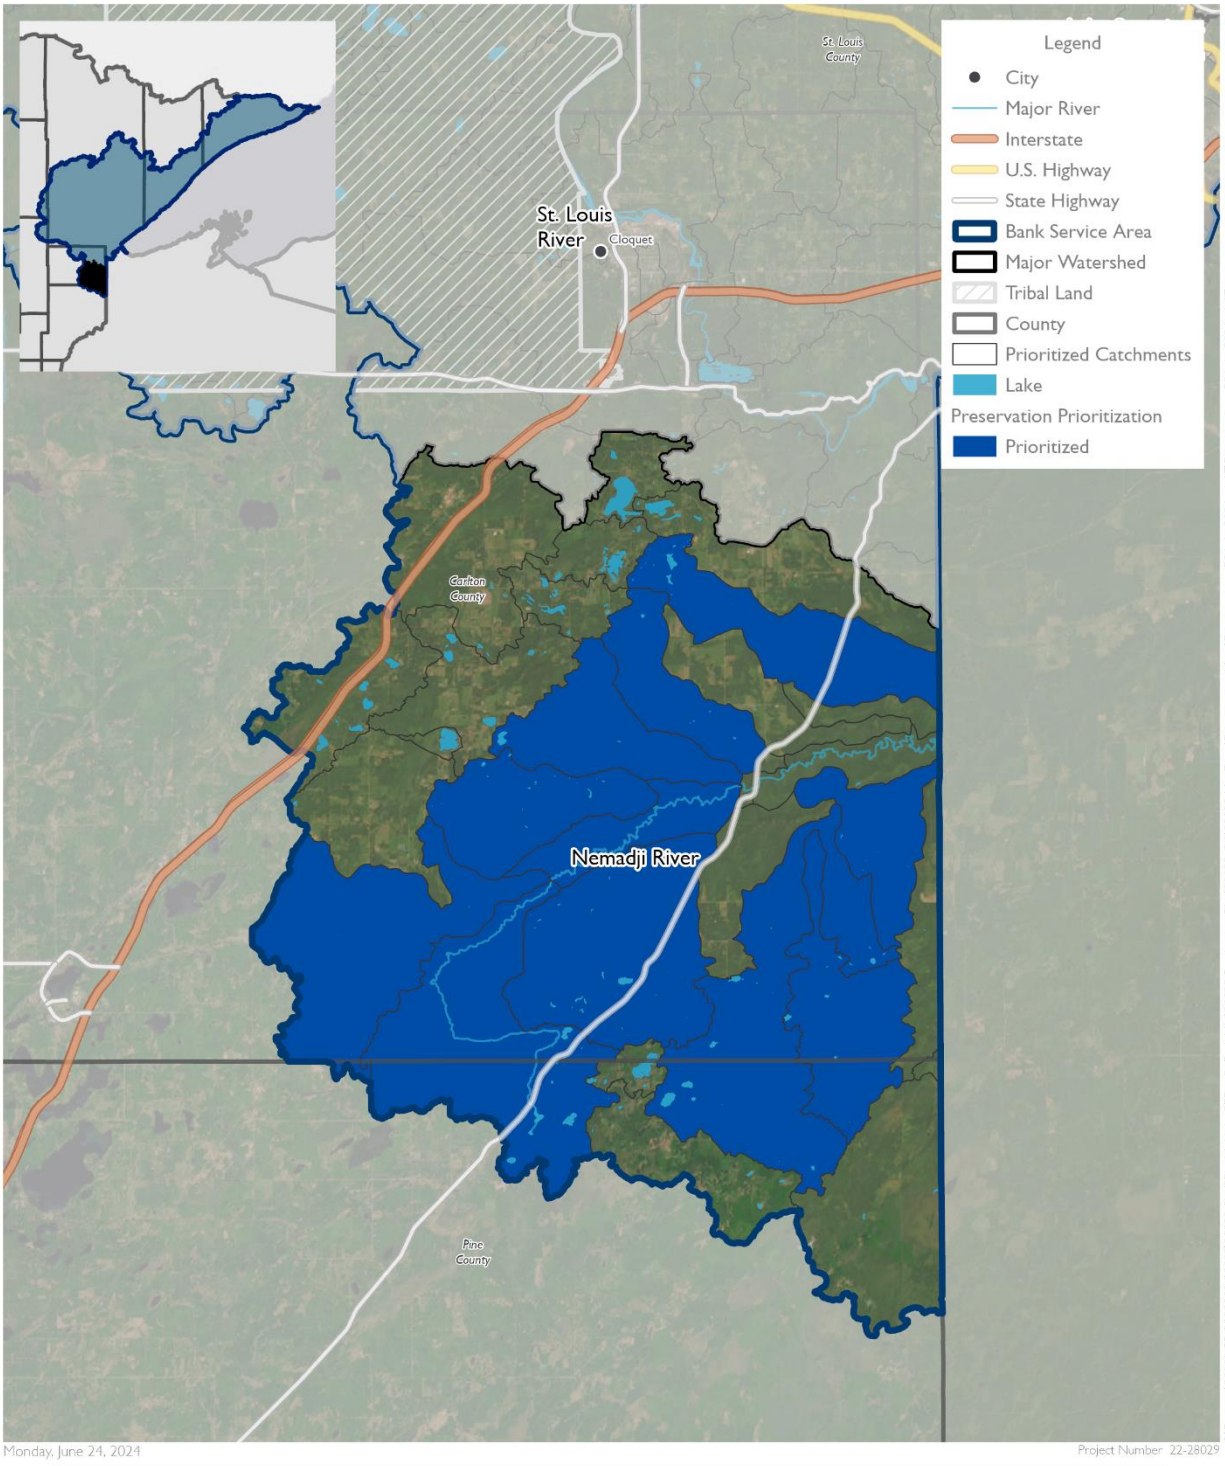 St. Louis
County
Legend
City
Major River
Interstate
U.S. Highway
State Highway
Bank Service Area
Major Watershed
Tribal Land
County
Prioritized Catchments
Lake
Preservation Prioritization
Prioritized
St. Louis
River
Cloquet
Carlton
County
Nemadji River
Pine
County
Monday, June 24, 2024
Project Number 22-28029